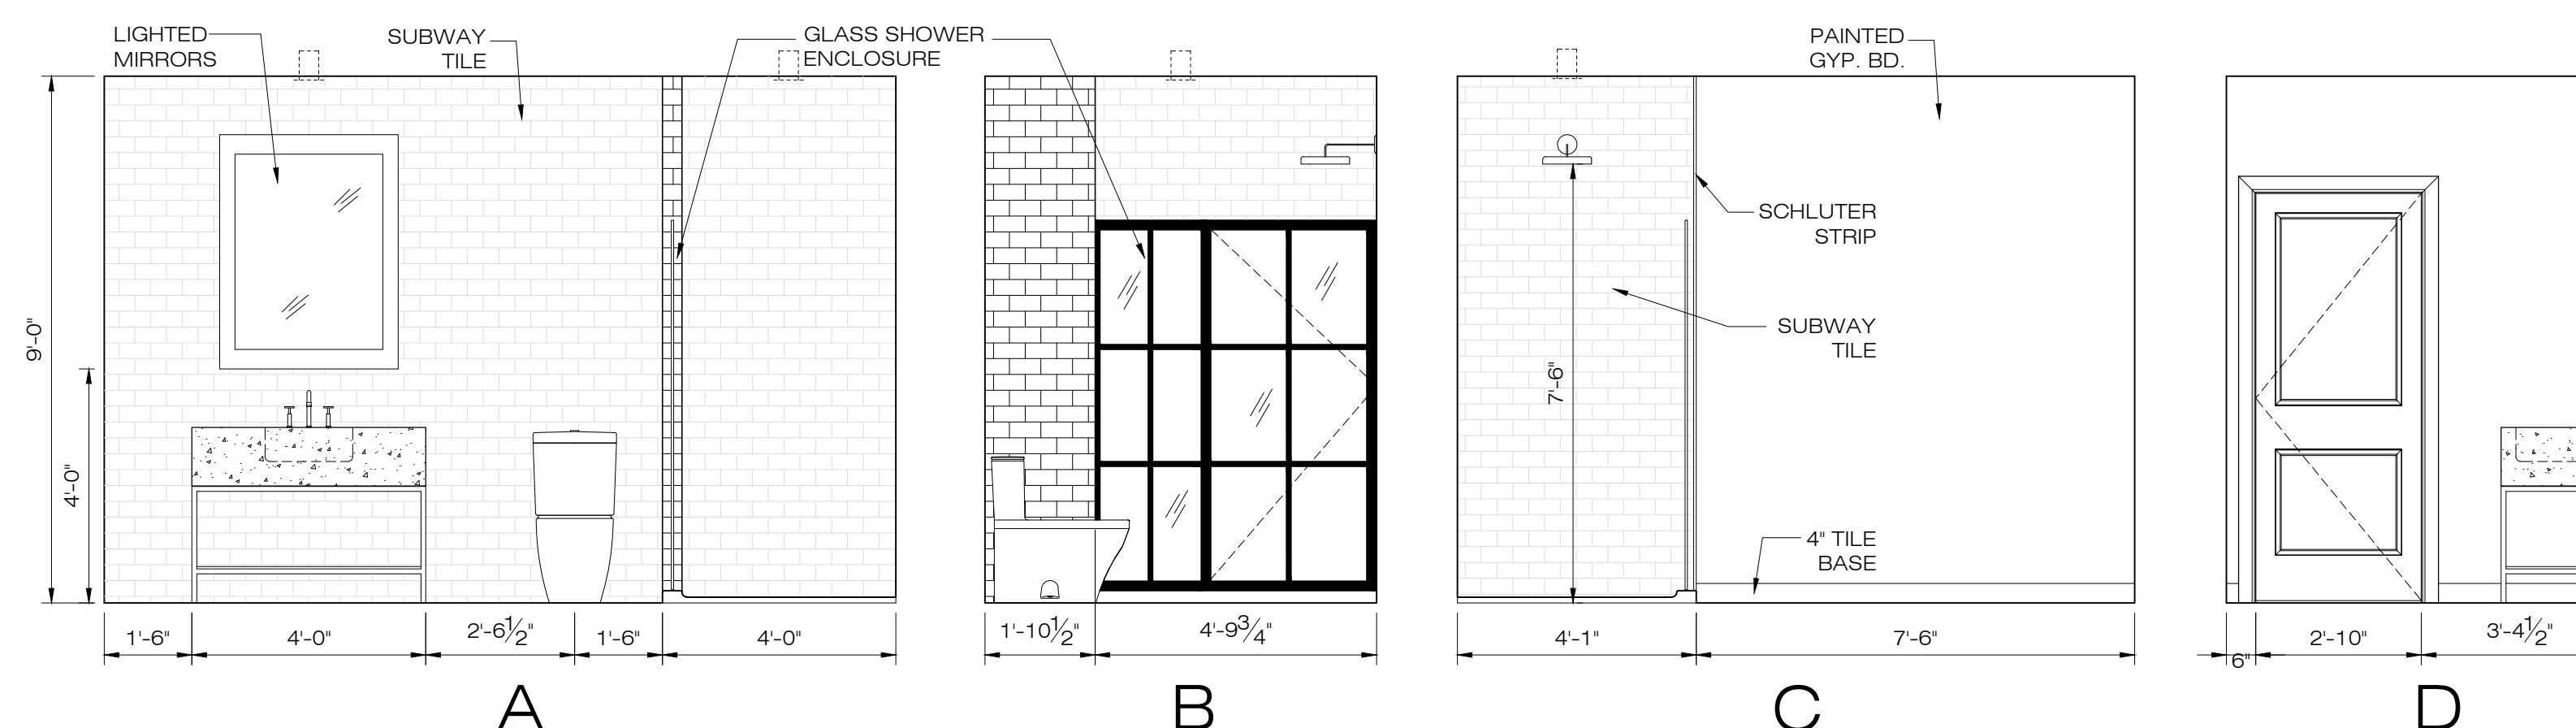 LIGHTED
MIRRORS
SUBWAY
TILE
GLASS SHOWER
ENCLOSURE
9'-0"
4'-0"
1'-6"
4'-0"
2'-6½"
1'-6"
4'-0"
A
1'-10½"
4'-9¾"
B
PAINTED
GYP. BD.
SCHLUTER
STRIP
SUBWAY
TILE
7'-6"
4" TILE
BASE
4'-1"
7'-6"
C
6"
2'-10"
3'-4½"
D